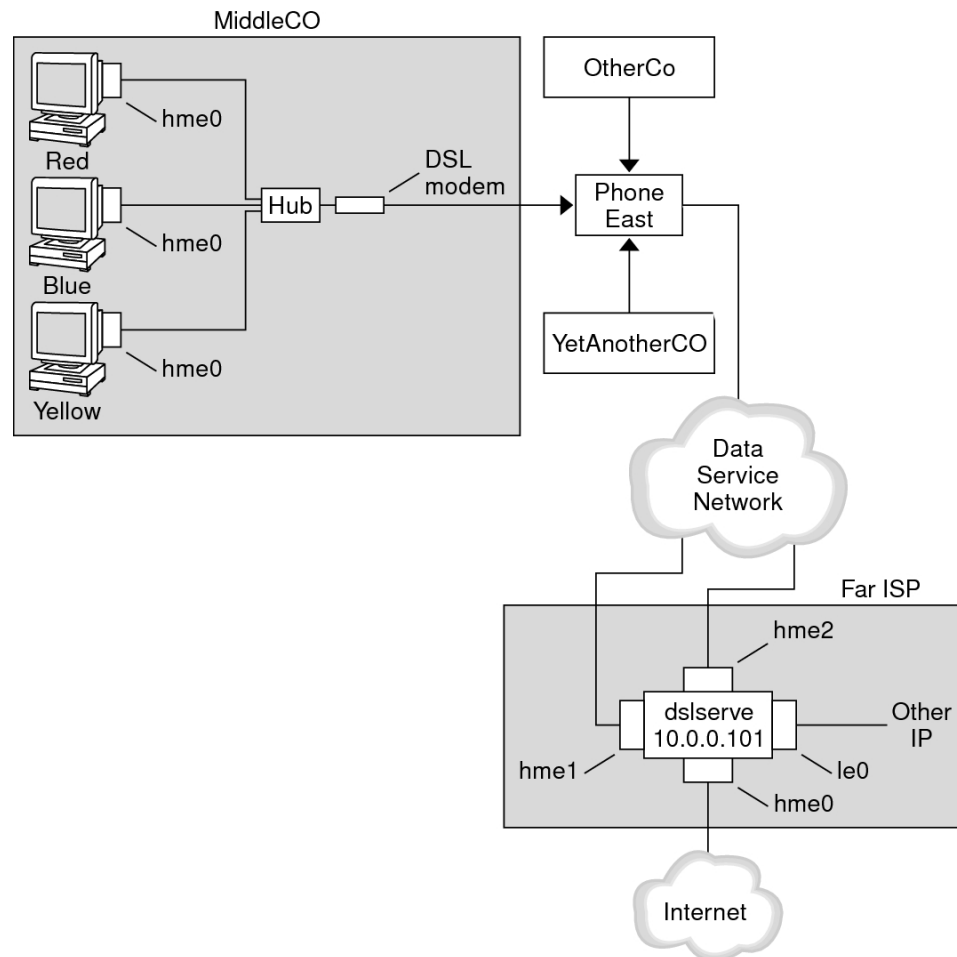 MiddleCO
hme0
Red
hme0
Blue
hme0
Yellow
Hub
DSL
modem
OtherCo
Phone
East
YetAnotherCO
Data
Service
Network
Far ISP
hme2
dslserve
10.0.0.101
Other
IP
hme1
le0
hme0
Internet